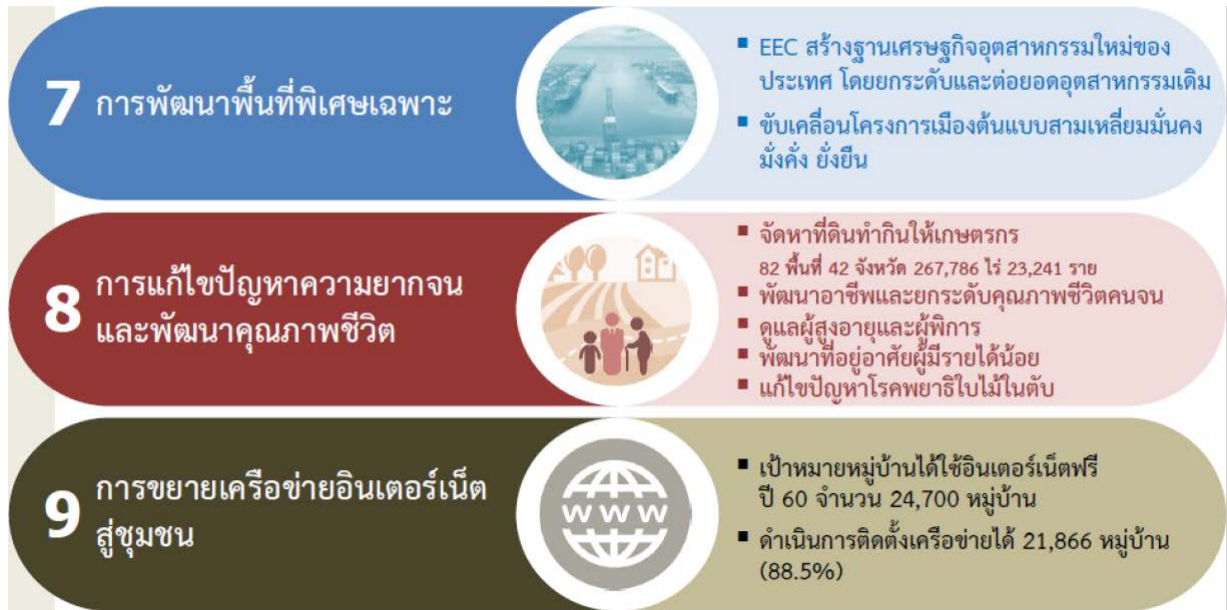 7 การพัฒนาพื้นที่พิเศษเฉพาะ
▪ EEC สร้างฐานเศรษฐกิจอุตสาหกรรมใหม่ของ
ประเทศ โดยยกระดับและต่อยอดอุตสาหกรรมเดิม
▪ ขับเคลื่อนโครงการเมืองต้นแบบสามเหลี่ยมมั่นคง
มั่งคั่ง ยั่งยืน
8 การแก้ไขปัญหาความยากจน
และพัฒนาคุณภาพชีวิต
▪ จัดหาที่ดินทำกินให้เกษตรกร
82 พื้นที่ 42 จังหวัด 267,786 ไร่ 23,241 ราย
▪ พัฒนาอาชีพและยกระดับคุณภาพชีวิตคนจน
▪ ดูแลผู้สูงอายุและผู้พิการ
▪ พัฒนาที่อยู่อาศัยผู้มีรายได้น้อย
▪ แก้ไขปัญหาโรคพยาธิใบไม้ในตับ
9 การขยายเครือข่ายอินเตอร์เน็ต
สู่ชุมชน
www
▪ เป้าหมายหมู่บ้านได้ใช้อินเตอร์เน็ตฟรี
ปี 60 จำนวน 24,700 หมู่บ้าน
▪ ดำเนินการติดตั้งเครือข่ายได้ 21,866 หมู่บ้าน
(88.5%)